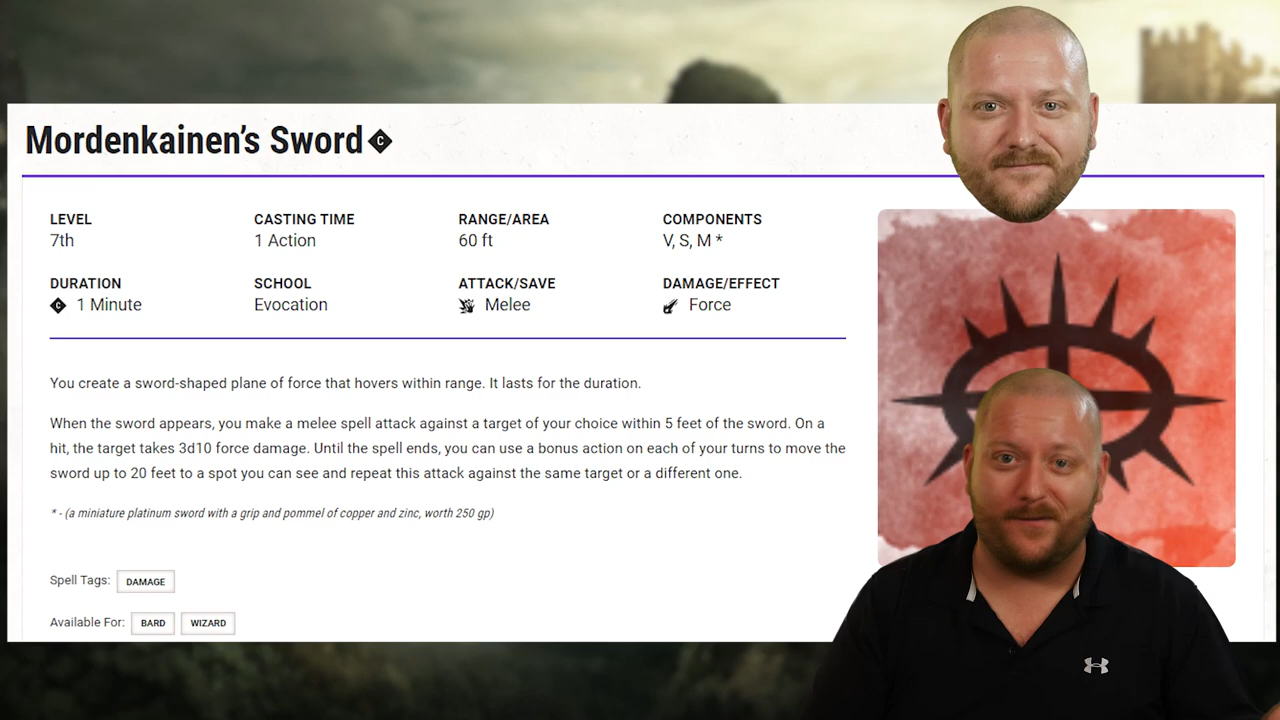 Mordenkainen's Sword C
LEVEL CASTING TIME RANGE/AREA COMPONENTS
7th 1 Action 60 ft V, S, M *
DURATION SCHOOL ATTACK/SAVE DAMAGE/EFFECT
C 1 Minute Evocation Melee Force
You create a sword-shaped plane of force that hovers within range. It lasts for the duration.
When the sword appears, you make a melee spell attack against a target of your choice within 5 feet of the sword. On a
hit, the target takes 3d10 force damage. Until the spell ends, you can use a bonus action on each of your turns to move the
sword up to 20 feet to a spot you can see and repeat this attack against the same target or a different one.
* - (a miniature platinum sword with a grip and pommel of copper and zinc, worth 250 gp)
Spell Tags: DAMAGE
Available For: BARD WIZARD